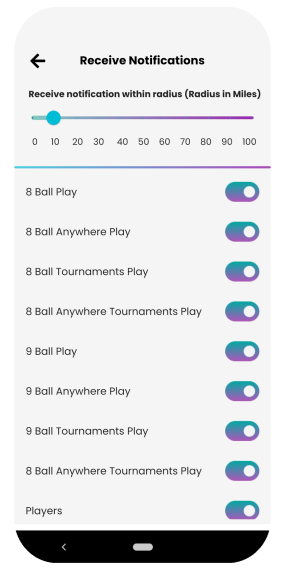 Receive Notifications
Receive notification within radius (Radius in Miles)
0 10 20 30 40 50 60 70 80 90 100
8 Ball Play
8 Ball Anywhere Play
8 Ball Tournaments Play
8 Ball Anywhere Tournaments Play
9 Ball Play
9 Ball Anywhere Play
9 Ball Tournaments Play
8 Ball Anywhere Tournaments Play
Players